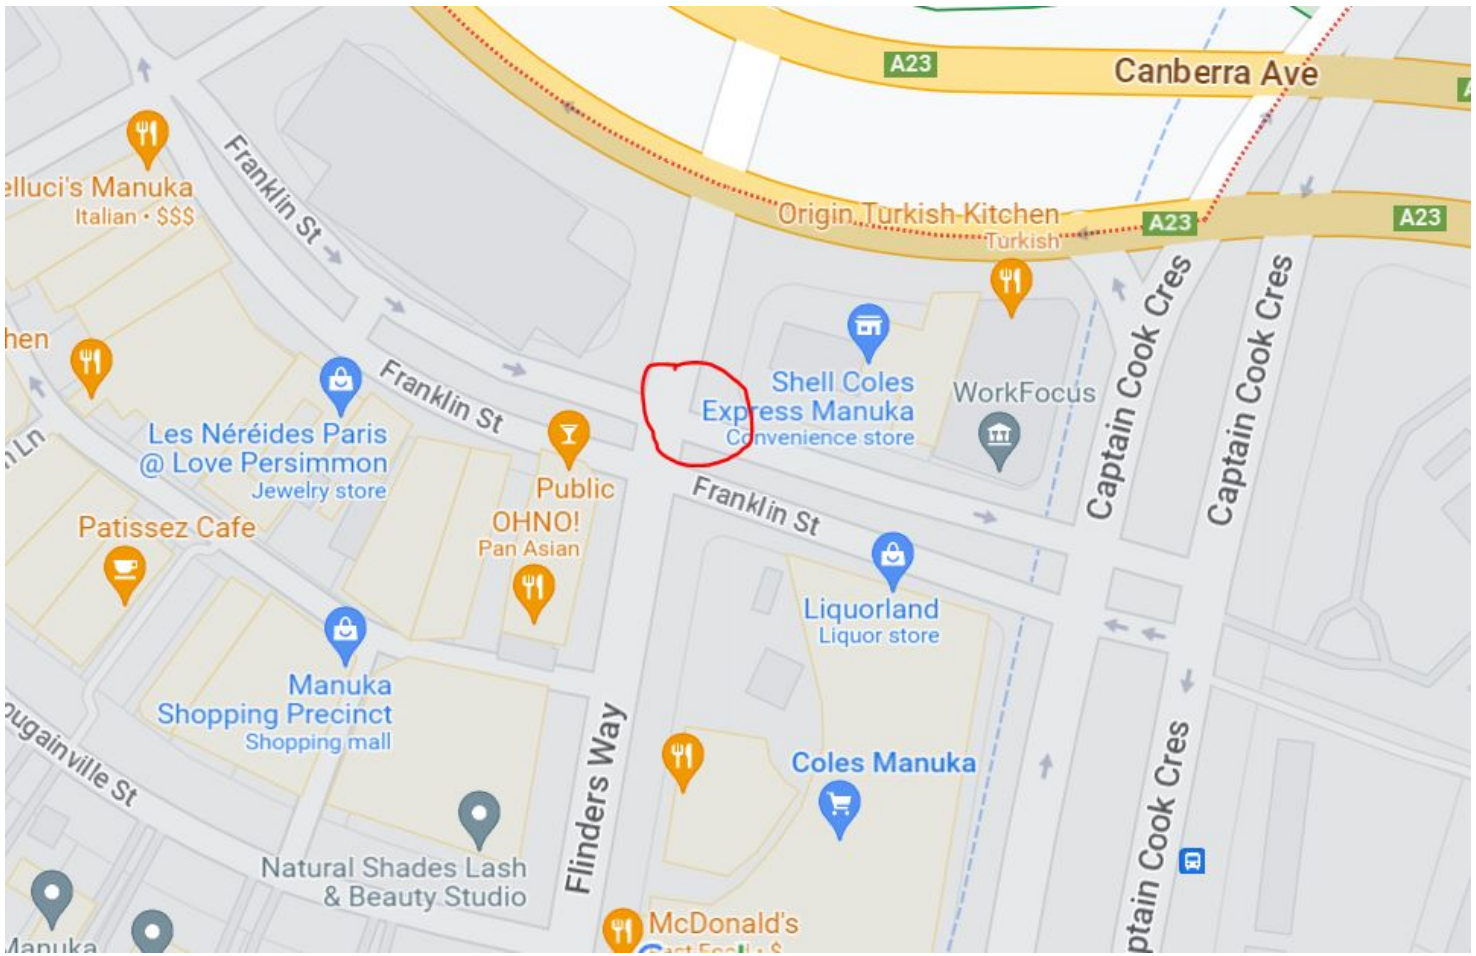 A23
Canberra Ave
Franklin St
elluci's Manuka
Italian • $$$
Origin Turkish Kitchen
Turkish
A23
A23
Captain Cook Cres
Captain Cook Cres
hen
Franklin St
Shell Coles
Express Manuka
Convenience store
WorkFocus
Les Néréides Paris
@ Love Persimmon
Jewelry store
n Ln
Public
OHNO!
Pan Asian
Franklin St
Patissez Cafe
Liquorland
Liquor store
Manuka
Shopping Precinct
Shopping mall
ougainville St
Flinders Way
Coles Manuka
Captain Cook Cres
Natural Shades Lash
& Beauty Studio
McDonald's
Manuka